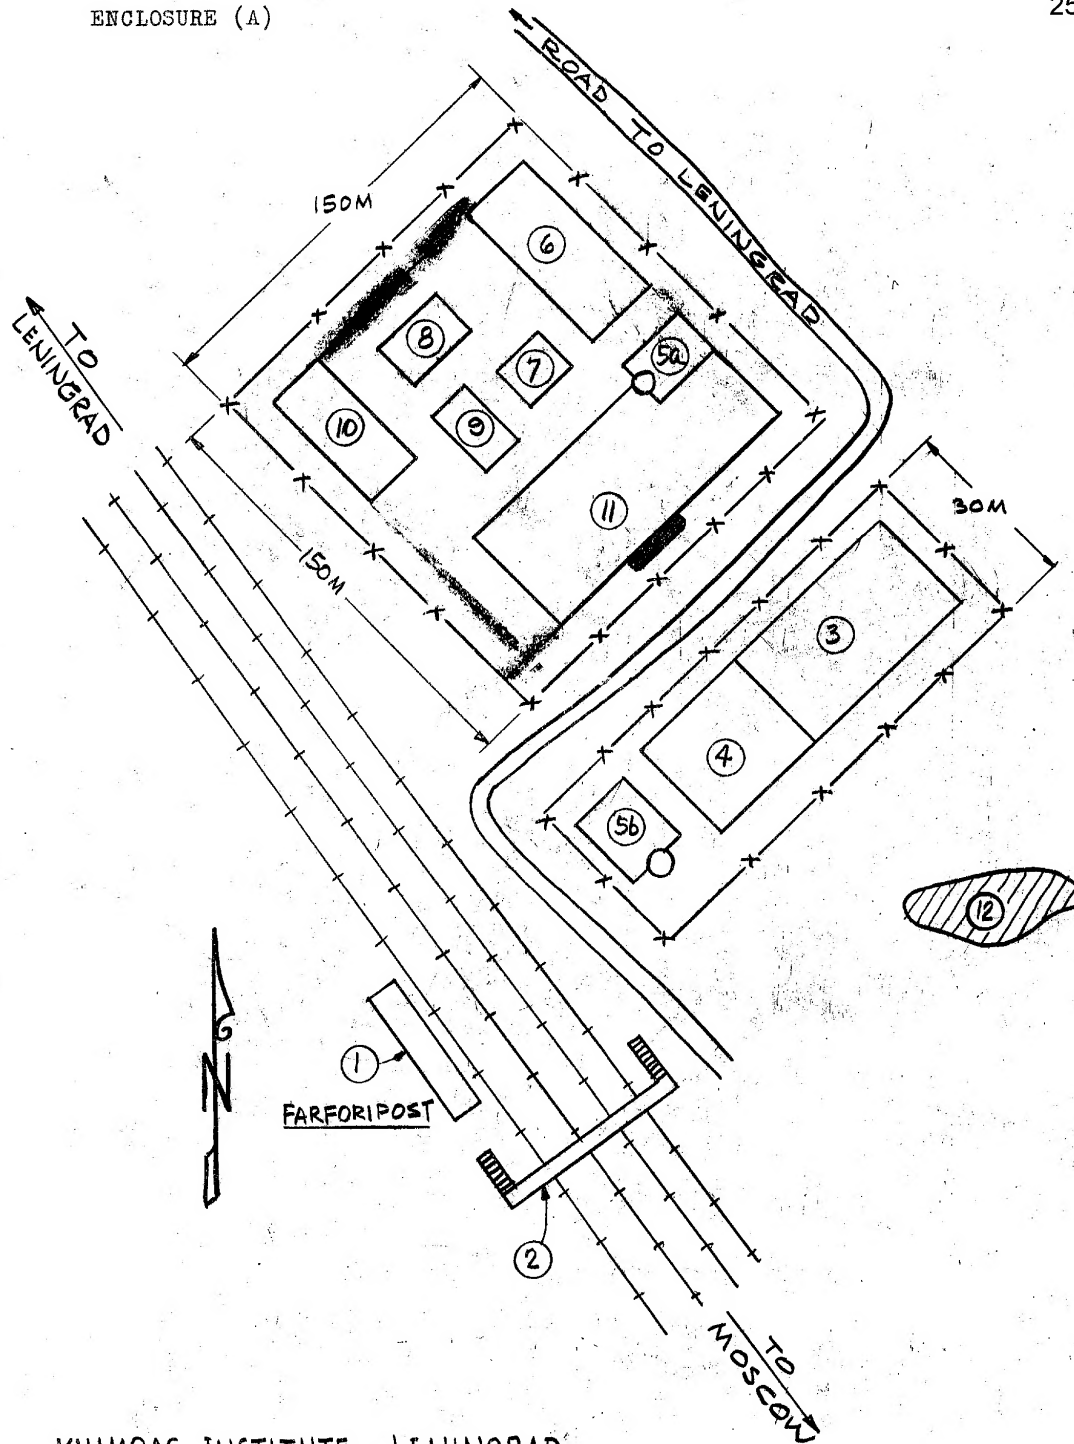 ENCLOSURE (A)
25
ROAD TO LENINGRAD
150M
6
TO
LENINGRAD
8
7
5a
9
10
11
30M
150M
3
4
5b
12
1
N
FARFORIPOST
2
TO
MOSCOW
INSTITUTE LENINGRAD